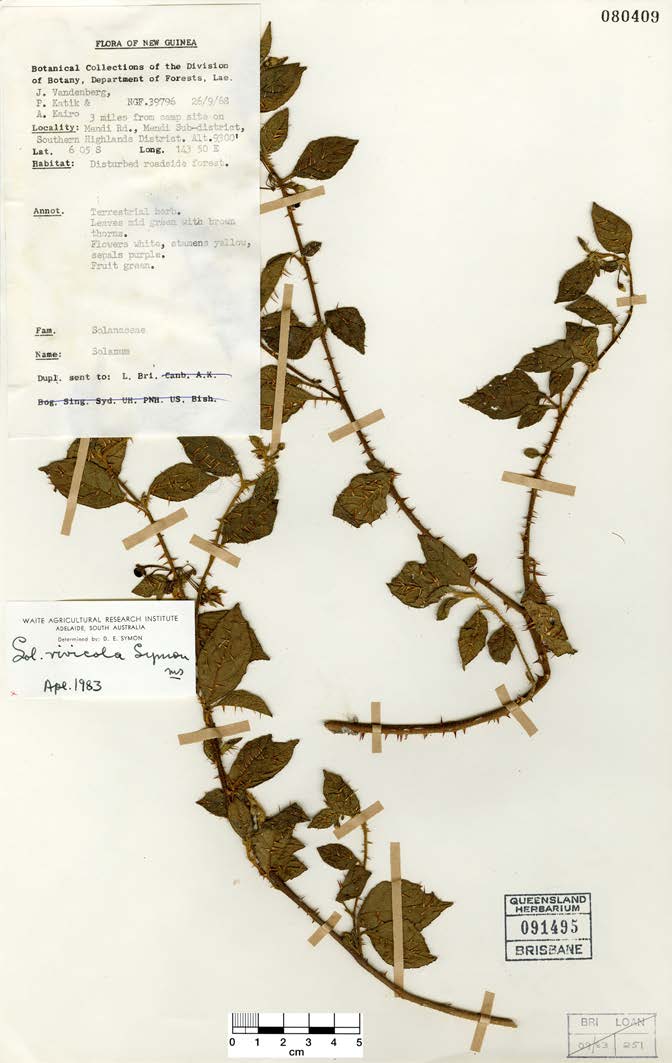 080409
FLORA OF NEW GUINEA
Botanical Collections of the Division
of Botany, Department of Forests, Lae.
J. Vandenberg,
P. Katik & NGF.39796 26/9/68
A. Kairo 3 miles from camp site on
Locality: Mendi Rd., Mendi Sub-district,
Southern Highlands District. Alt.9300'
Lat. 6 05 S Long. 143 50 E
Habitat: Disturbed roadside forest.
Annot. Terrestrial herb.
Leaves mid green with brown
thorns.
Flowers white, stamens yellow,
sepals purple.
Fruit green.
Fam. Solanaceae
Name: Solanum
Dupl. sent to: L, Bri, Canb. A.K.
Bog. Sing. Syd. UH. PNH. US. Bish.
WAITE AGRICULTURAL RESEARCH INSTITUTE
ADELAIDE, SOUTH AUSTRALIA
Determined by: D. E. SYMON
Sol. rivicola Symon
ms
Apl. 1983
QUEENSLAND
HERBARIUM
091495
BRISBANE
BRI LOAN
251
0 1 2 3 4 5
cm